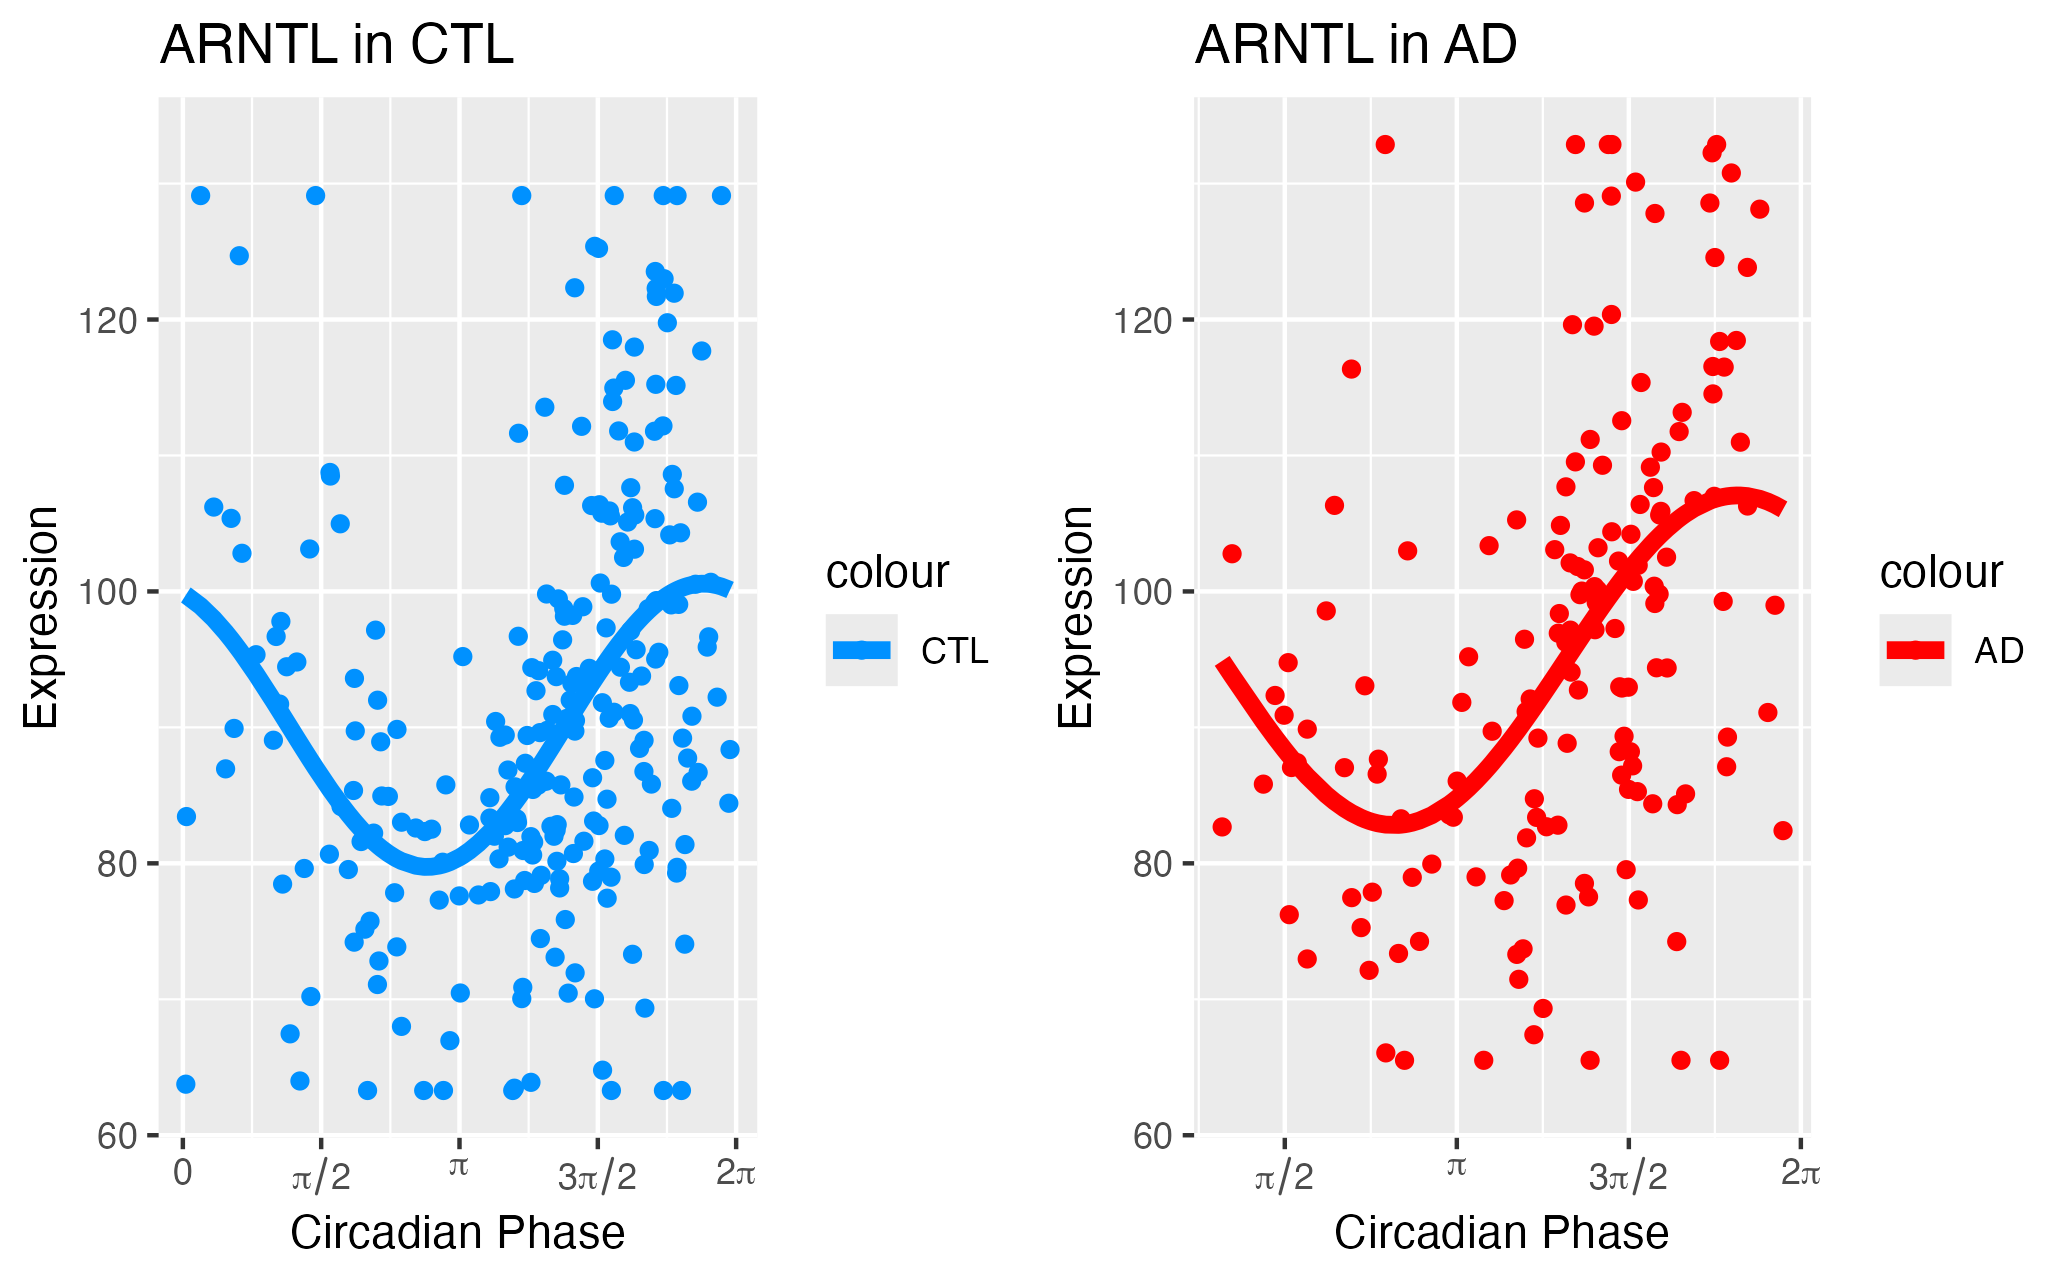 ARNTL in CTL
Expression
120
100
80
60
0
π/2
π
3π/2
2π
Circadian Phase
colour
CTL
ARNTL in AD
Expression
120
100
80
60
π/2
π
3π/2
2π
Circadian Phase
colour
AD